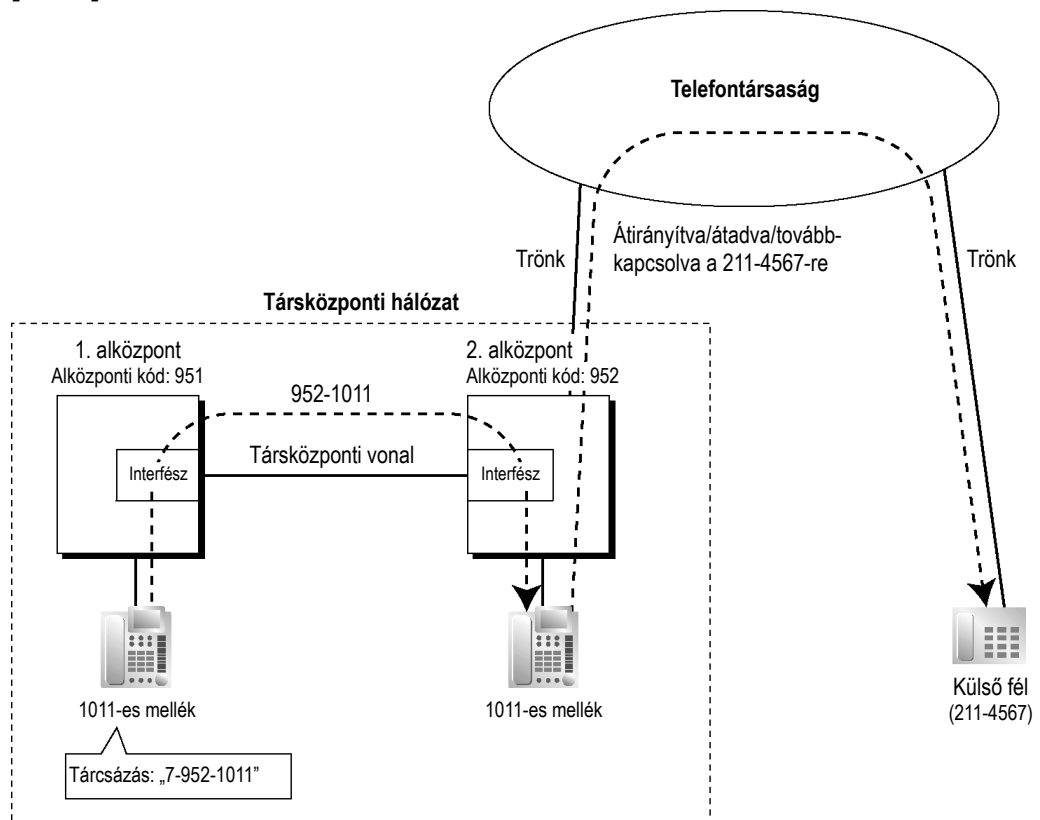 Telefontársaság
Átirányítva/átadva/tovább-
kapcsolva a 211-4567-re
Trönk
Trönk
Társközponti hálózat
1. alközpont
Alközponti kód: 951
2. alközpont
Alközponti kód: 952
952-1011
Társközponti vonal
Interfész
Interfész
1011-es mellék
1011-es mellék
Külső fél
(211-4567)
Tárcsázás: „7-952-1011”